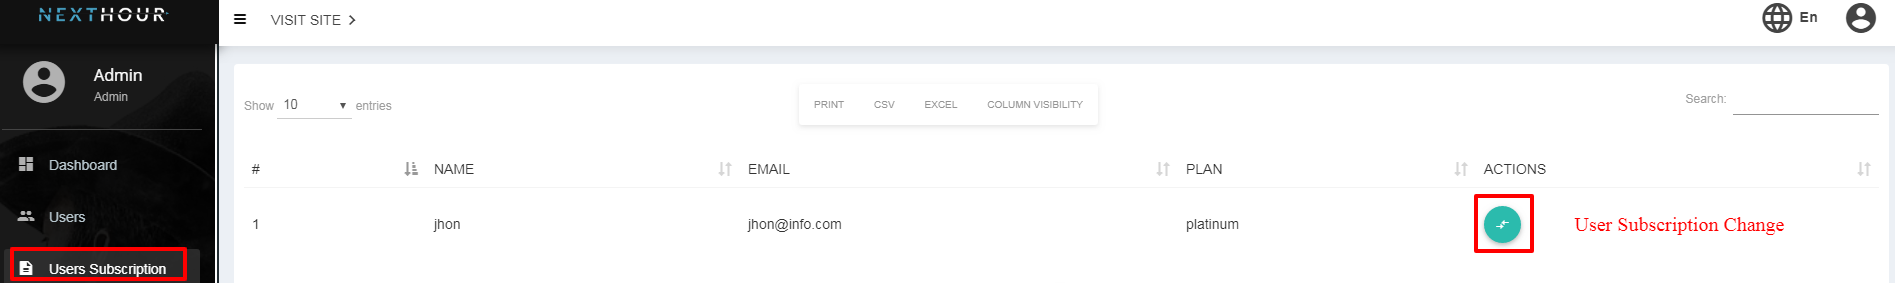 NEXTHOUR
VISIT SITE
En
Admin
Admin
Show 10 entries
PRINT CSV EXCEL COLUMN VISIBILITY
Search:
Dashboard
# NAME EMAIL PLAN ACTIONS
Users
1 jhon jhon@info.com platinum User Subscription Change
Users Subscription